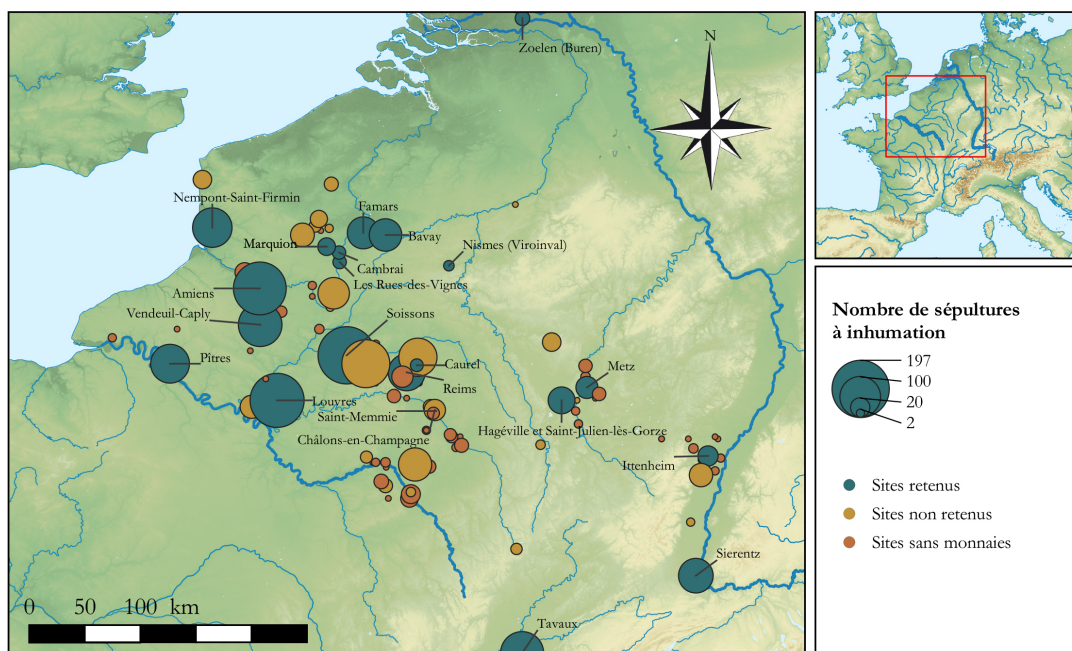 Zoelen (Buren)
N
Nempont-Saint-Firmin
Famars
Bavay
Marquion
Nismes (Viroinval)
Cambrai
Les Rues-des-Vignes
Amiens
Vendeuil-Caply
Soissons
Pîtres
Caurel
Metz
Reims
Louvres
Saint-Memmie
Hagéville et Saint-Julien-lès-Gorze
Châlons-en-Champagne
Ittenheim
Sierentz
Tavaux
0 50 100 km
Nombre de sépultures
à inhumation
197
100
20
2
Sites retenus
Sites non retenus
Sites sans monnaies